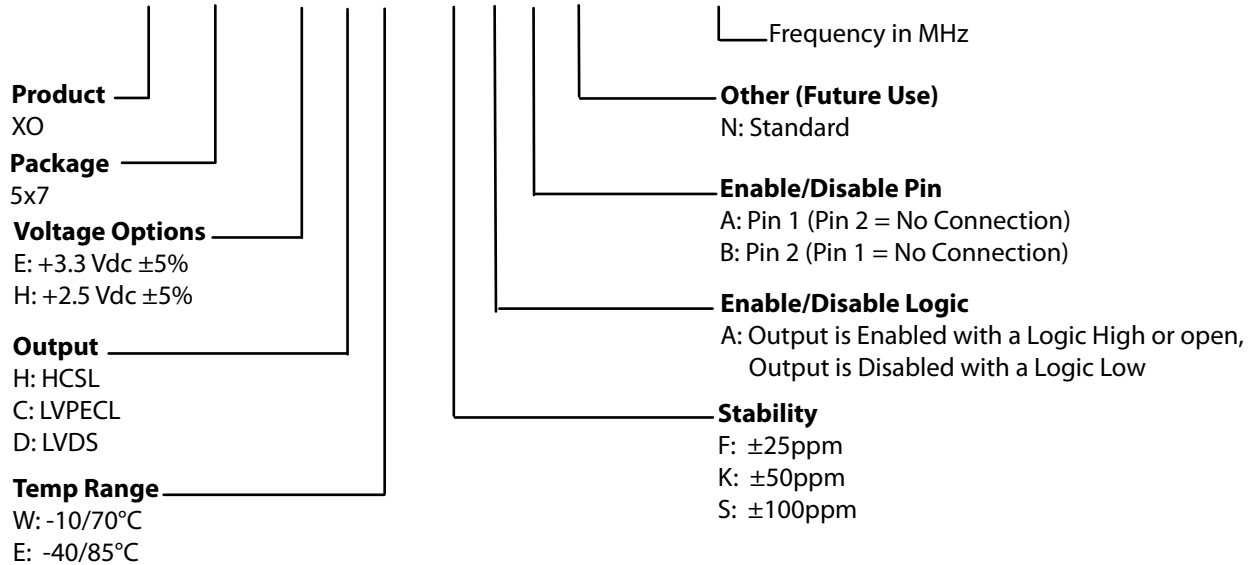 Frequency in MHz
Product
XO
Package
5x7
Voltage Options
E: +3.3 Vdc ±5%
H: +2.5 Vdc ±5%
Output
H: HCSL
C: LVPECL
D: LVDS
Temp Range
W: -10/70°C
E: -40/85°C
Other (Future Use)
N: Standard
Enable/Disable Pin
A: Pin 1 (Pin 2 = No Connection)
B: Pin 2 (Pin 1 = No Connection)
Enable/Disable Logic
A: Output is Enabled with a Logic High or open,
Output is Disabled with a Logic Low
Stability
F: ±25ppm
K: ±50ppm
S: ±100ppm